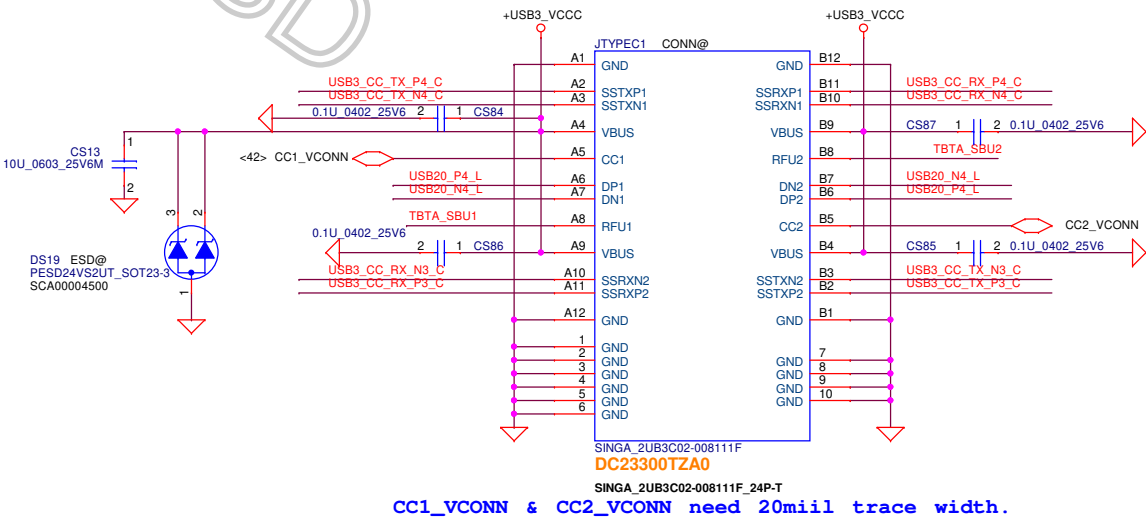 +USB3_VCCC +USB3_VCCC
JTYPEC1 CONN@
A1 GND GND B12
USB3_CC_TX_P4_C A2 SSTXP1 SSRXP1 B11 USB3_CC_RX_P4_C
USB3_CC_TX_N4_C A3 SSTXN1 SSRXN1 B10 USB3_CC_RX_N4_C
0.1U_0402_25V6 2 1 CS84
A4 VBUS VBUS B9 CS87 1 2 0.1U_0402_25V6
1
CS13
10U_0603_25V6M
2
<42> CC1_VCONN A5 CC1 RFU2 B8 TBTA_SBU2
USB20_P4_L A6 DP1 DN2 B7 USB20_N4_L
USB20_N4_L A7 DN1 DP2 B6 USB20_P4_L
TBTA_SBU1 A8 RFU1 CC2 B5 CC2_VCONN
3 2
0.1U_0402_25V6
2 1 CS86 A9 VBUS VBUS B4 CS85 1 2 0.1U_0402_25V6
DS19 ESD@
PESD24VS2UT_SOT23-3
SCA00004500
1
USB3_CC_RX_N3_C A10 SSRXN2 SSTXN2 B3 USB3_CC_TX_N3_C
USB3_CC_RX_P3_C A11 SSRXP2 SSTXP2 B2 USB3_CC_TX_P3_C
A12 GND GND B1
1 GND
2 GND GND 7
3 GND GND 8
4 GND GND 9
5 GND GND 10
6 GND
SINGA_2UB3C02-008111F
DC23300TZA0
SINGA_2UB3C02-008111F_24P-T
CC1_VCONN & CC2_VCONN need 20miil trace width.